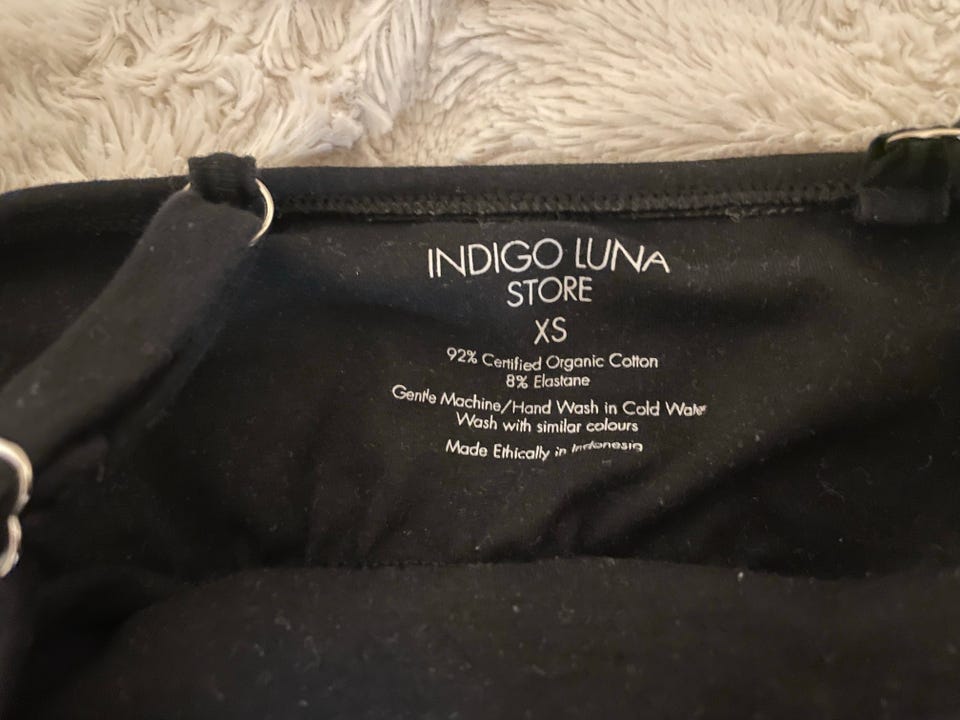 INDIGO LUNA
STORE
XS
92% Certified Organic Cotton
8% Elastane
Gentle Machine/Hand Wash in Cold Water
Wash with similar colours
Made Ethically in Indonesia